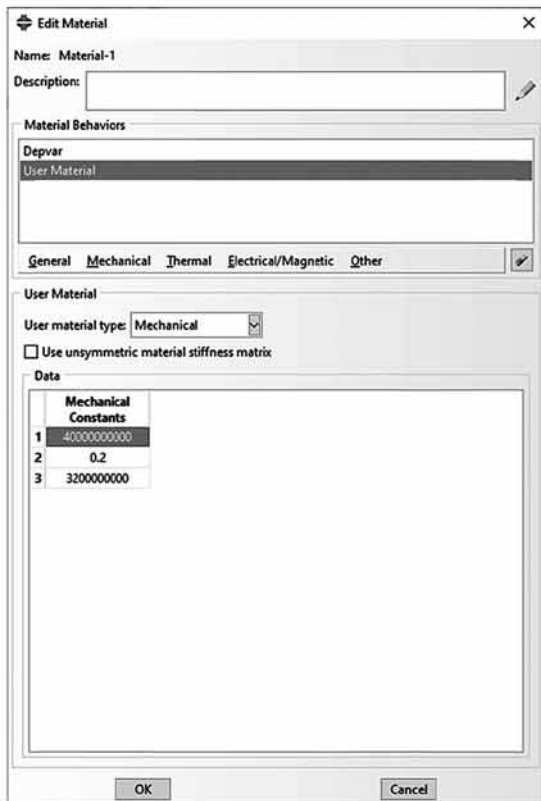 Edit Material
Name: Material-1
Description:
Material Behaviors
Depvar
User Material
General Mechanical Thermal Electrical/Magnetic Other
User Material
User material type: Mechanical
Use unsymmetric material stiffness matrix
Data
Mechanical
Constants
1 40000000000
2 0.2
3 3200000000
OK Cancel